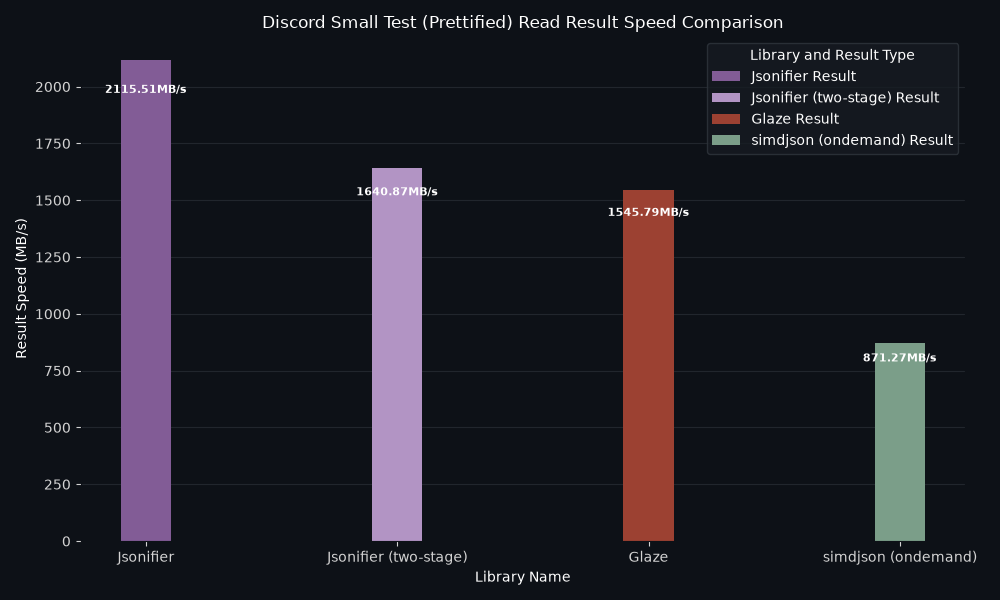 Discord Small Test (Prettified) Read Result Speed Comparison
Library and Result Type
Jsonifier Result
Jsonifier (two-stage) Result
Glaze Result
simdjson (ondemand) Result
Result Speed (MB/s)
2000
1750
1500
1250
1000
750
500
250
0
2115.51MB/s
1640.87MB/s
1545.79MB/s
871.27MB/s
Jsonifier
Jsonifier (two-stage)
Glaze
simdjson (ondemand)
Library Name